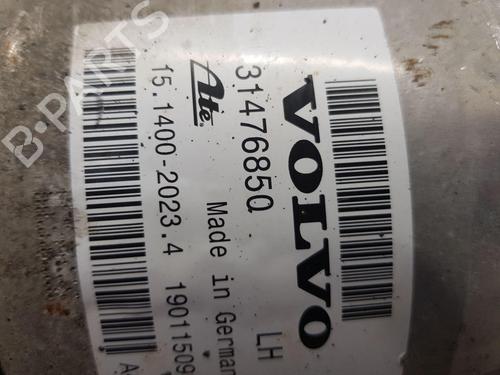 VOLVO
31476850 LH
Ate. Made in German
15.1400-2023.4 19011509
A
B-PARTS